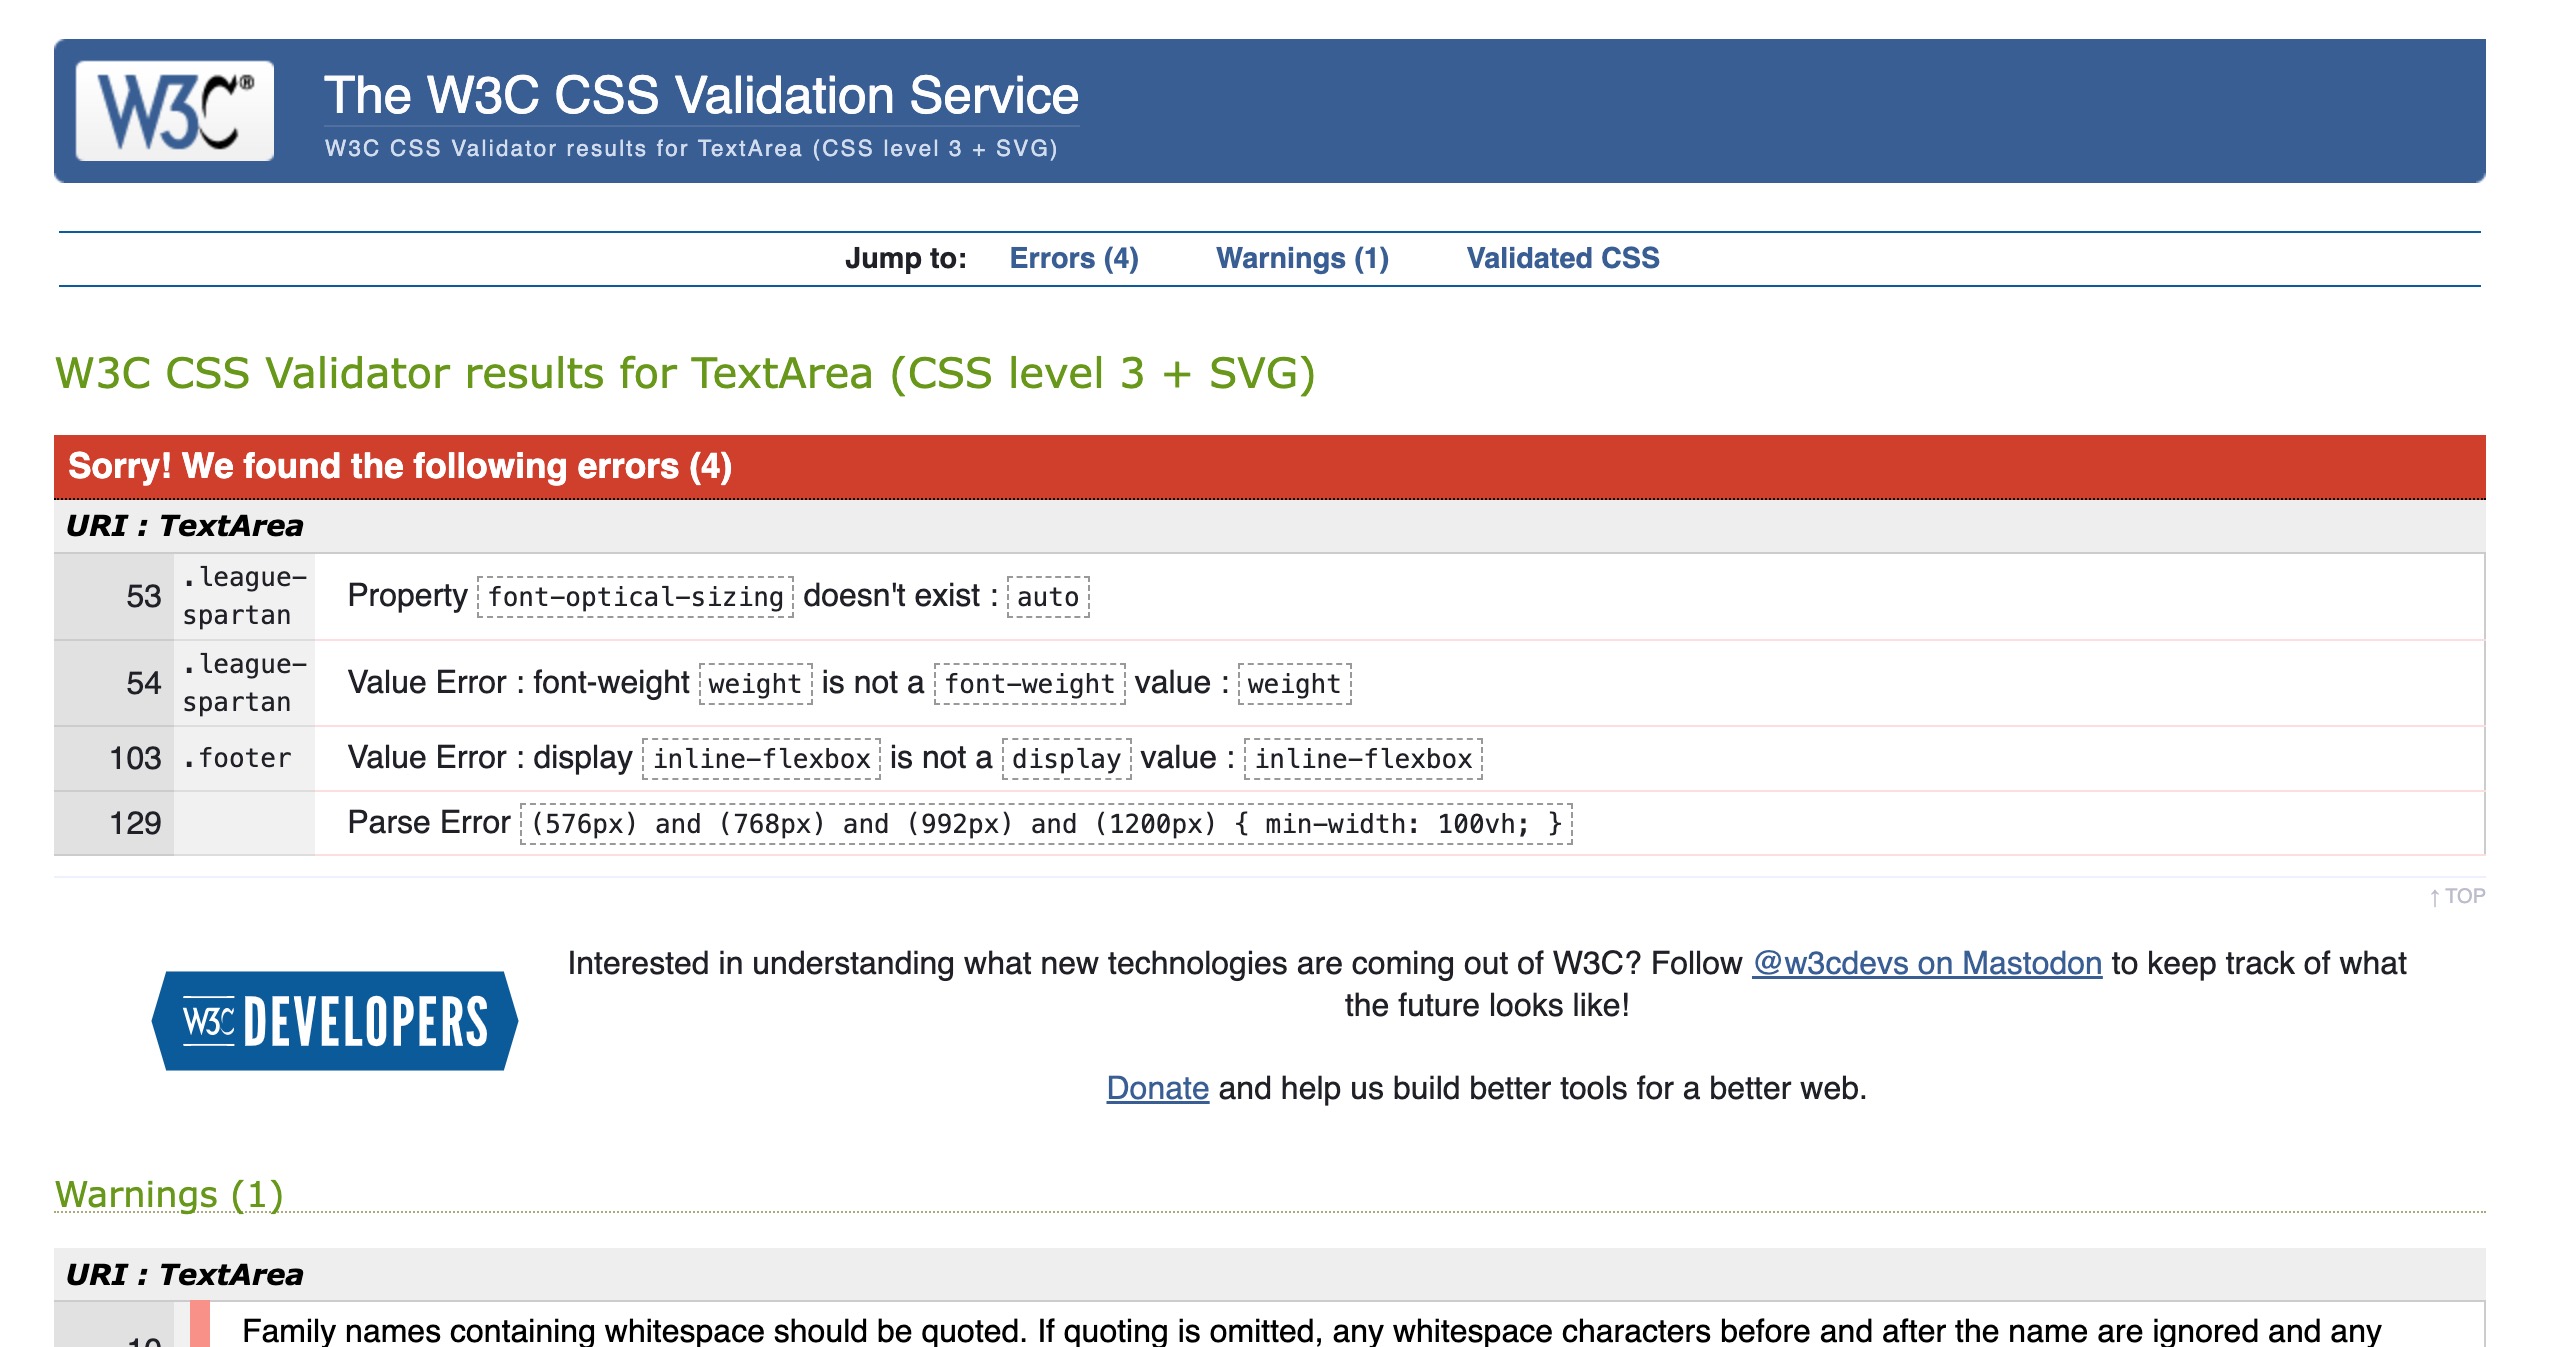 W3C®
The W3C CSS Validation Service
W3C CSS Validator results for TextArea (CSS level 3 + SVG)
Jump to: Errors (4) Warnings (1) Validated CSS
W3C CSS Validator results for TextArea (CSS level 3 + SVG)
Sorry! We found the following errors (4)
URI : TextArea
53 .league-spartan Property font-optical-sizing doesn't exist : auto
54 .league-spartan Value Error : font-weight weight is not a font-weight value : weight
103 .footer Value Error : display inline-flexbox is not a display value : inline-flexbox
129 Parse Error (576px) and (768px) and (992px) and (1200px) { min-width: 100vh; }
↑ TOP
W3C DEVELOPERS
Interested in understanding what new technologies are coming out of W3C? Follow @w3cdevs on Mastodon to keep track of what
the future looks like!
Donate and help us build better tools for a better web.
Warnings (1)
URI : TextArea
Family names containing whitespace should be quoted. If quoting is omitted, any whitespace characters before and after the name are ignored and any